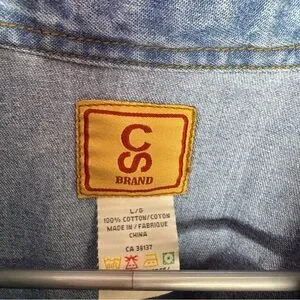 CS
BRAND
L/G
100% COTTON/COTON
MADE IN / FABRIQUE
CHINA
CA 36137